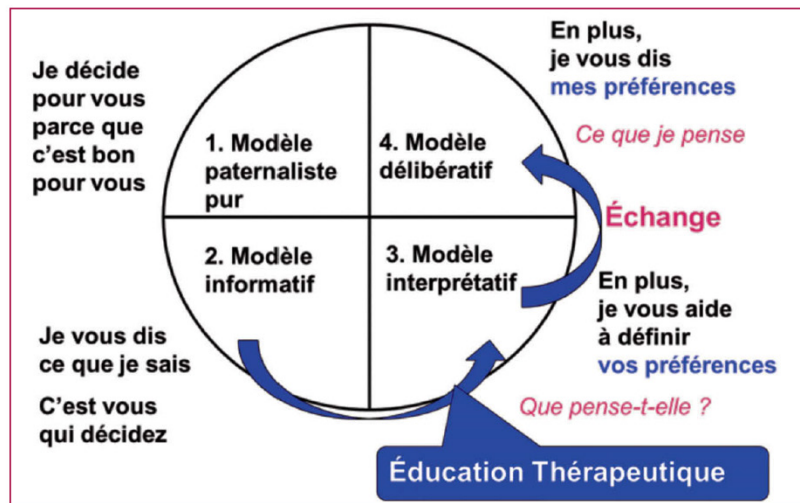 Je décide
pour vous
parce que
c'est bon
pour vous
1. Modèle
paternaliste
pur
4. Modèle
délibératif
En plus,
je vous dis
mes préférences
Ce que je pense
Échange
2. Modèle
informatif
3. Modèle
interprétatif
Je vous dis
ce que je sais
C'est vous
qui décidez
En plus,
je vous aide
à définir
vos préférences
Que pense-t-elle ?
Éducation Thérapeutique